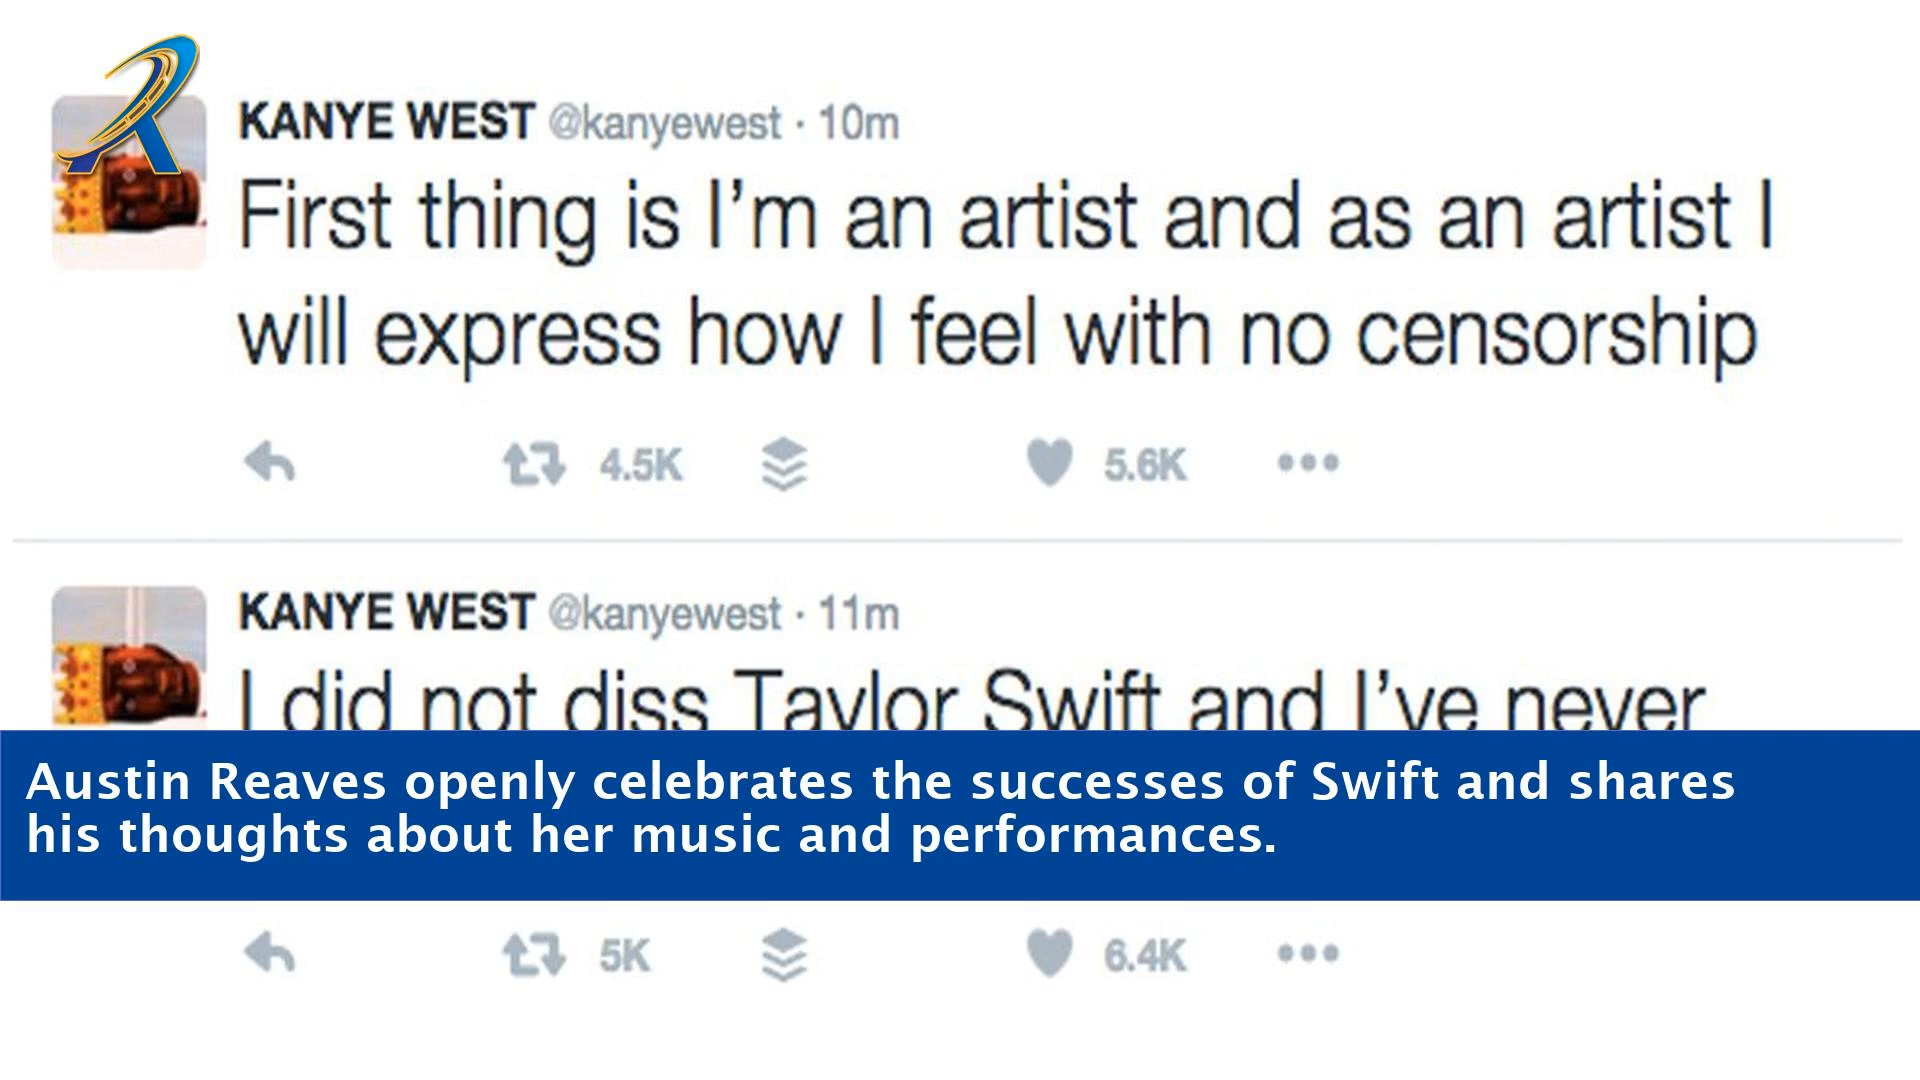 KANYE WEST @kanyewest · 10m
First thing is I’m an artist and as an artist I
will express how I feel with no censorship
4.5K 5.6K
KANYE WEST @kanyewest · 11m
I did not diss Taylor Swift and I’ve never
Austin Reaves openly celebrates the successes of Swift and shares
his thoughts about her music and performances.
5K 6.4K